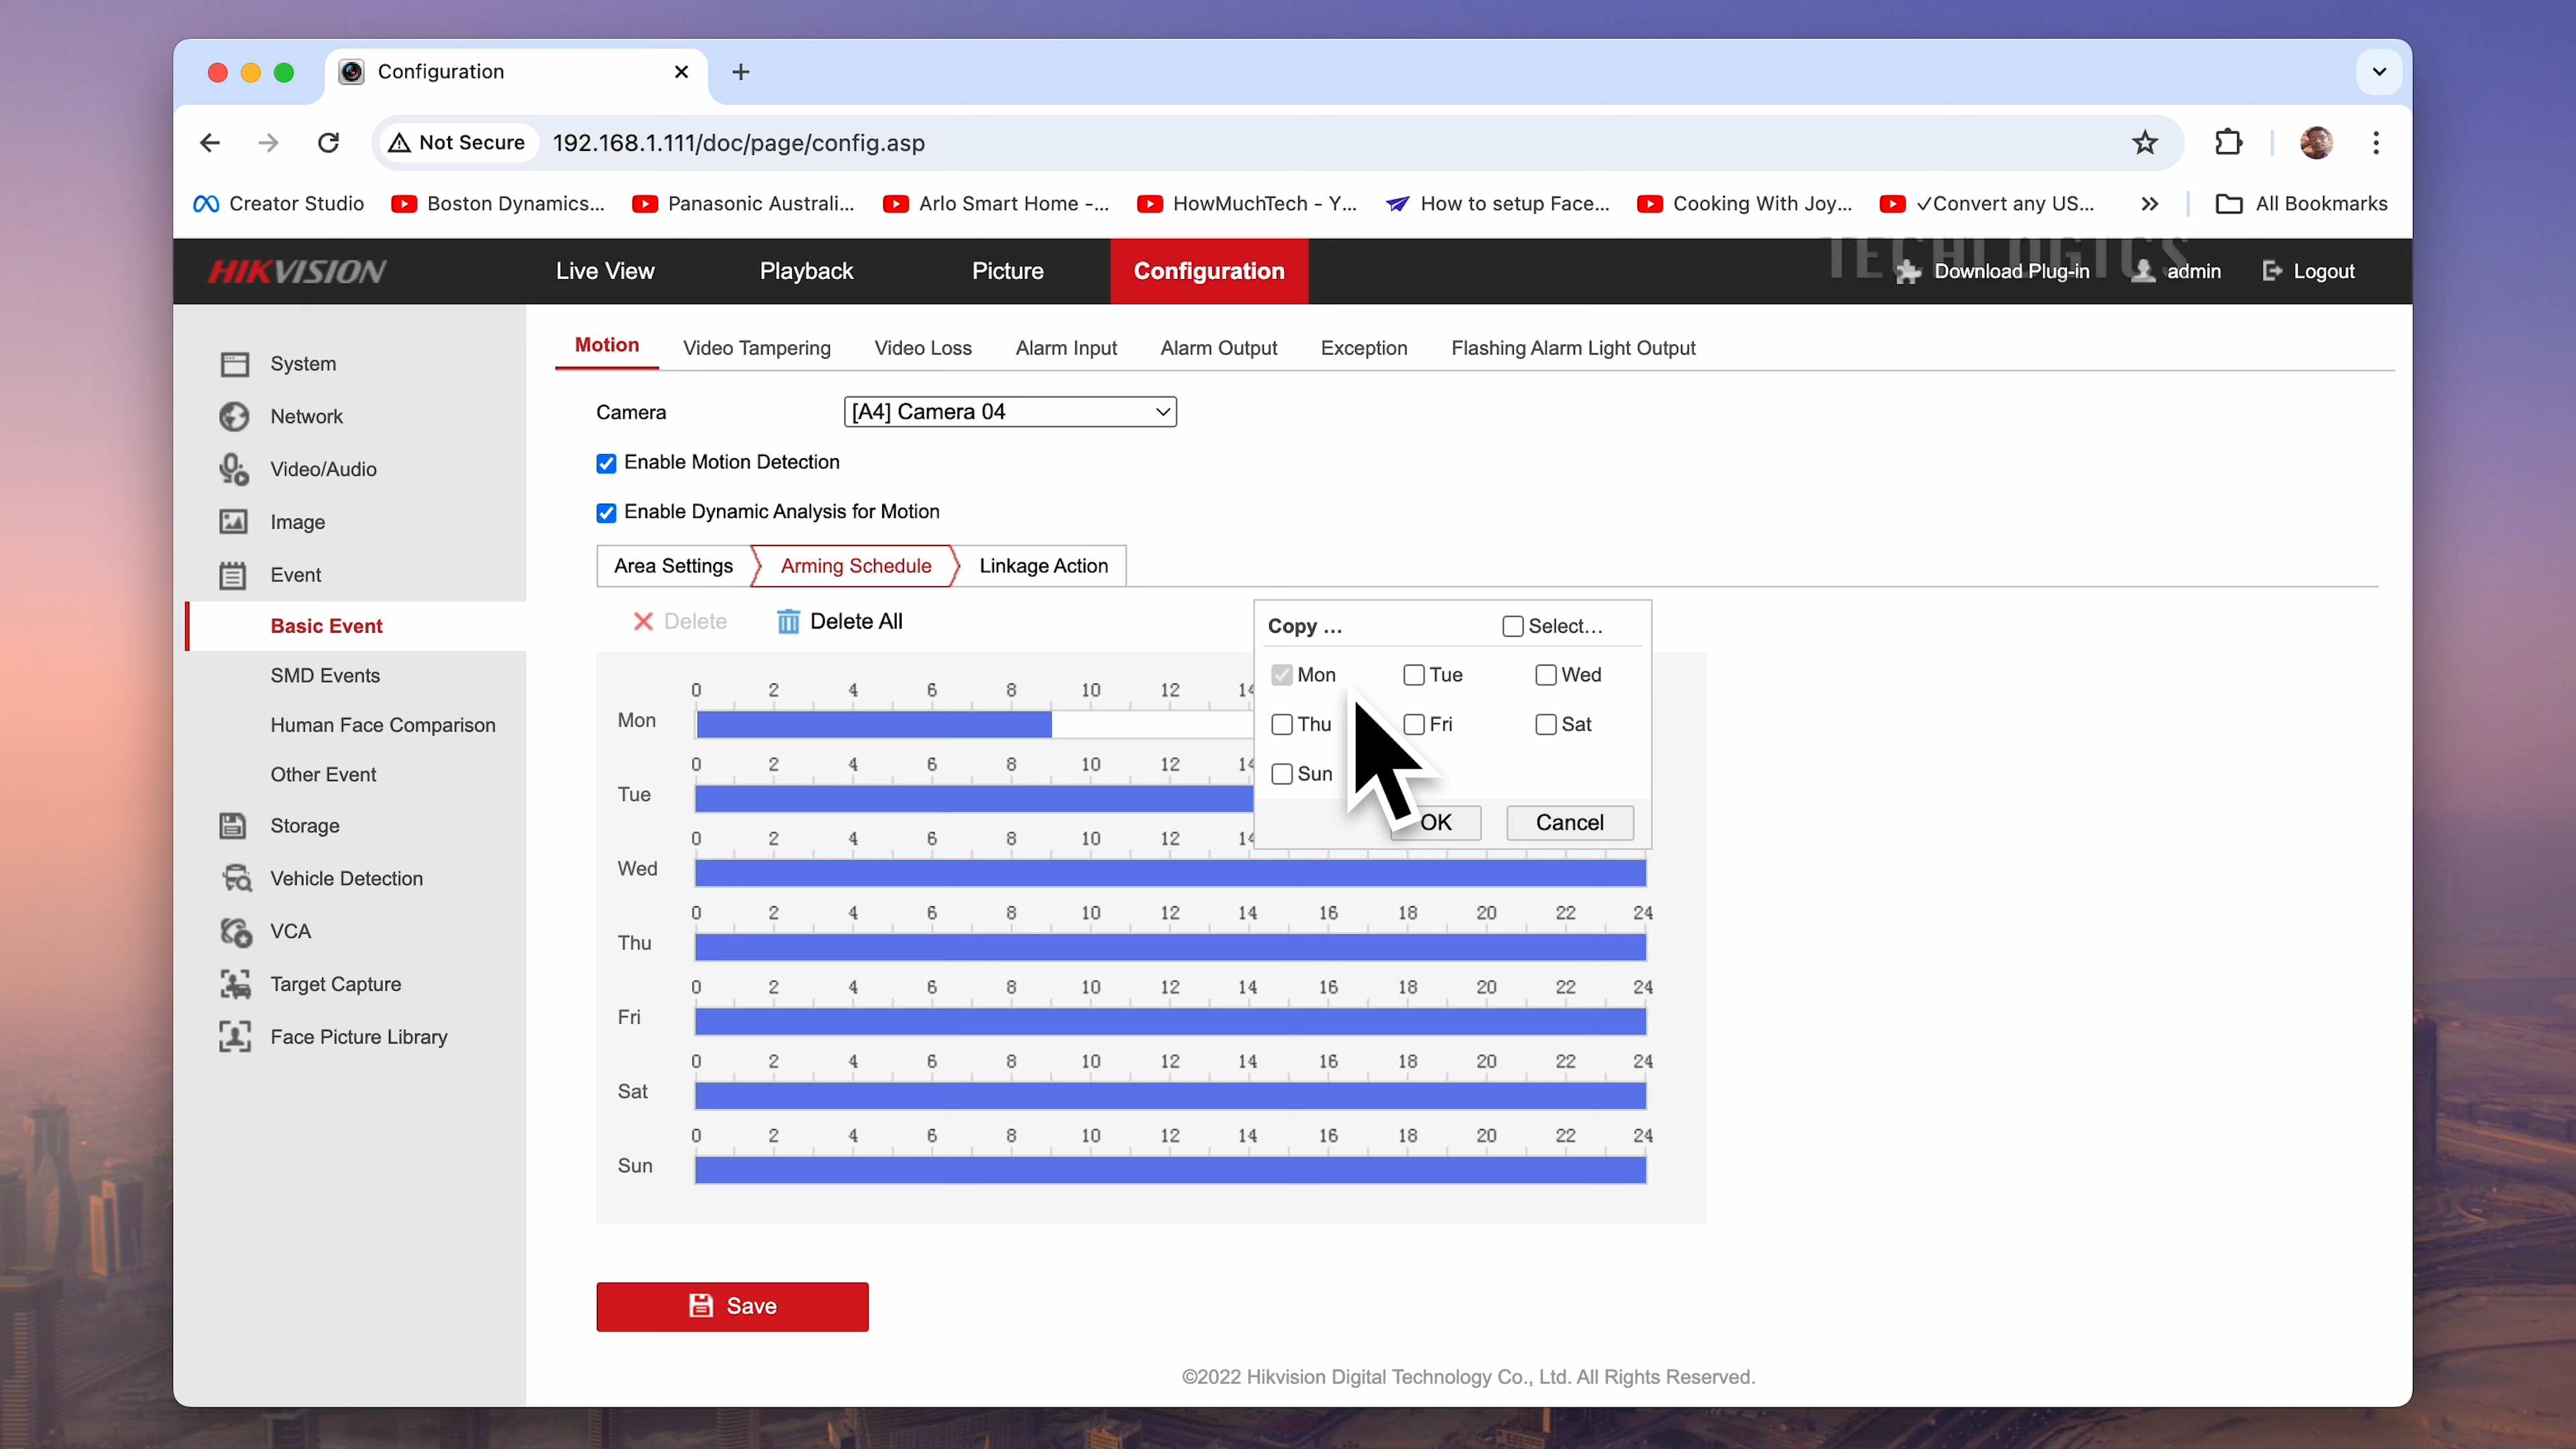 Configuration
Not Secure 192.168.1.111/doc/page/config.asp
Creator Studio Boston Dynamics... Panasonic Australi... Arlo Smart Home -... HowMuchTech - Y... How to setup Face... Cooking With Joy... ✓Convert any US... » All Bookmarks
HIKVISION Live View Playback Picture Configuration TECHLOGICS Download Plug-in admin Logout
System
Network
Video/Audio
Image
Event
Basic Event
SMD Events
Human Face Comparison
Other Event
Storage
Vehicle Detection
VCA
Target Capture
Face Picture Library
Motion Video Tampering Video Loss Alarm Input Alarm Output Exception Flashing Alarm Light Output
Camera [A4] Camera 04
Enable Motion Detection
Enable Dynamic Analysis for Motion
Area Settings Arming Schedule Linkage Action
Delete Delete All
Copy ... Select...
Mon Tue Wed
Thu Fri Sat
Sun
OK Cancel
0 2 4 6 8 10 12 14
Mon
0 2 4 6 8 10 12 14
Tue
0 2 4 6 8 10 12 14
Wed
0 2 4 6 8 10 12 14 16 18 20 22 24
Thu
0 2 4 6 8 10 12 14 16 18 20 22 24
Fri
0 2 4 6 8 10 12 14 16 18 20 22 24
Sat
0 2 4 6 8 10 12 14 16 18 20 22 24
Sun
Save
©2022 Hikvision Digital Technology Co., Ltd. All Rights Reserved.